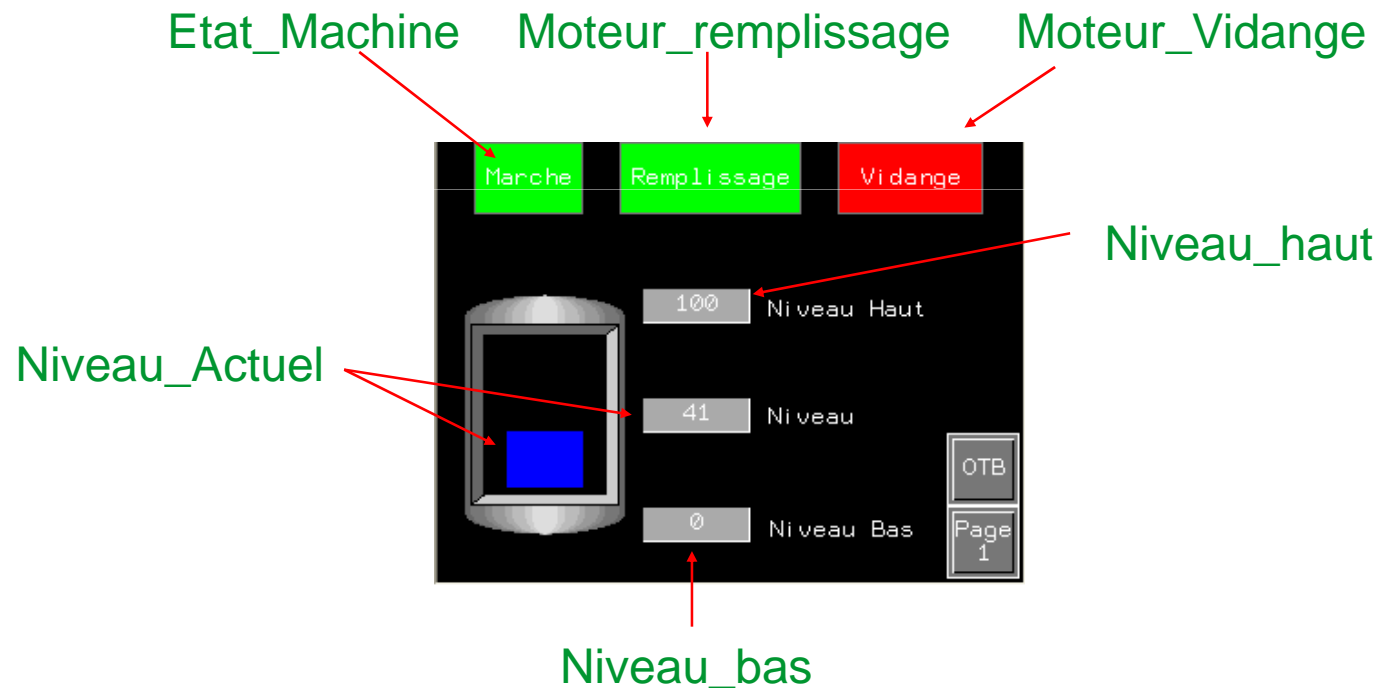 Etat_Machine Moteur_remplissage Moteur_Vidange
Marche Remplissage Vidange
Niveau_haut
100 Niveau Haut
Niveau_Actuel
41 Niveau
OTB
0 Niveau Bas
Page
1
Niveau_bas